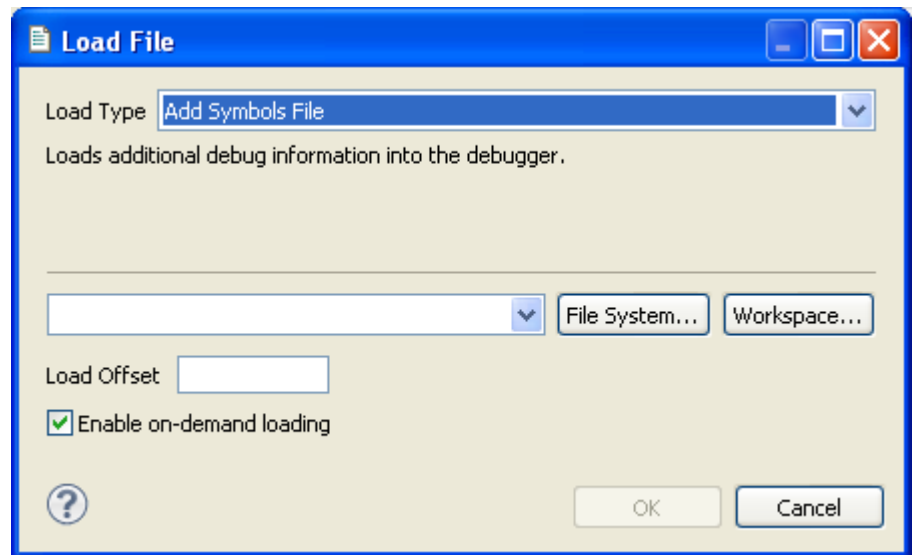 Load File
Load Type Add Symbols File
Loads additional debug information into the debugger.
File System... Workspace...
Load Offset
Enable on-demand loading
? OK Cancel